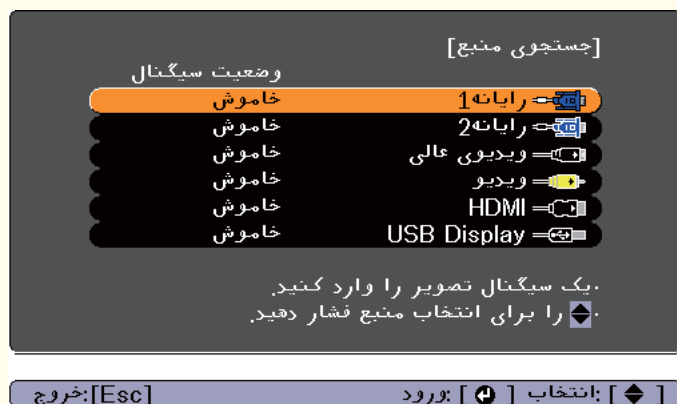 [جستجوی منبع]
وضعیت سیگنال
رایانه1 خاموش
رایانه2 خاموش
ویدیوی عالی خاموش
ویدیو خاموش
HDMI خاموش
USB Display خاموش
·یک سیگنال تصویر را وارد کنید.
· را برای انتخاب منبع فشار دهید.
[ ]:انتخاب [ ]:ورود [Esc]:خروج